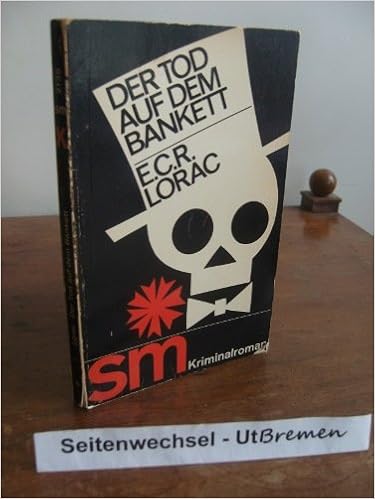 DER TOD
AUF DEM
BANKETT
E.C.R.
LORAC
sm
Kriminalroman
Seitenwechsel - UtBremen